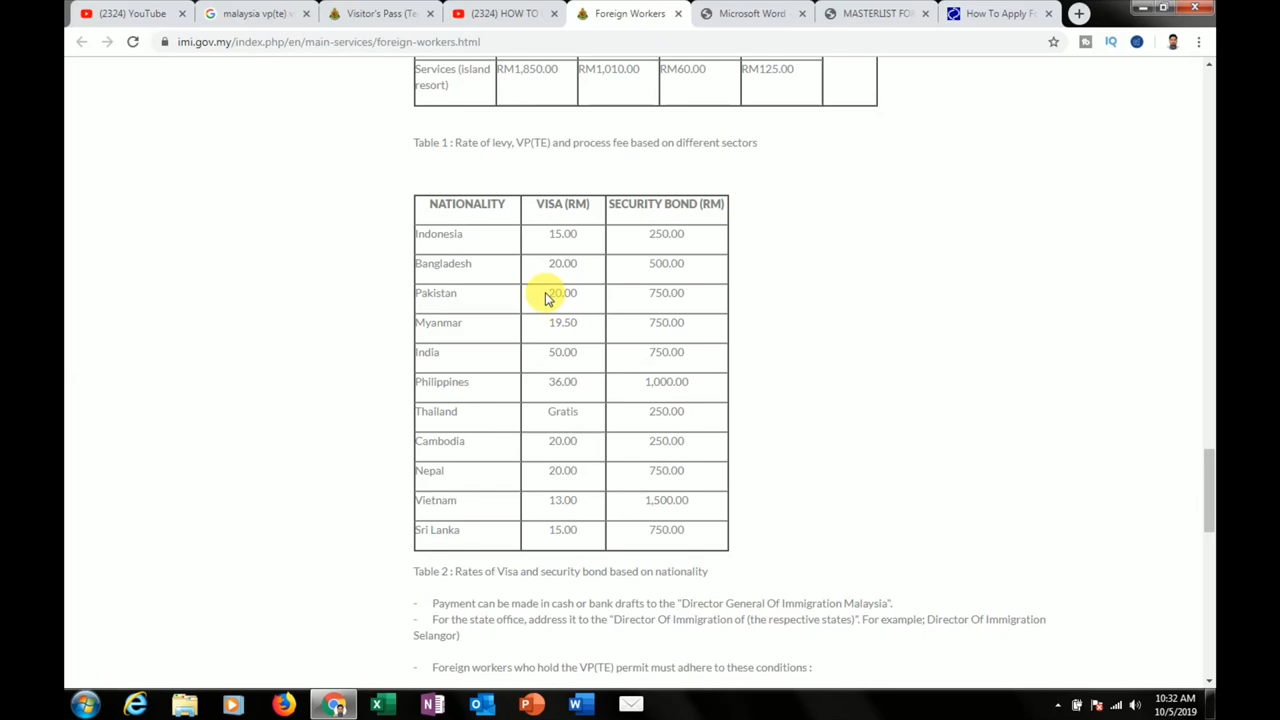 (2324) YouTube
malaysia vp(te) v
Visitor's Pass (Te
(2324) HOW TO
Foreign Workers
Microsoft Word
MASTERLIST FO
How To Apply F
imi.gov.my/index.php/en/main-services/foreign-workers.html
IQ
Services (island resort) RM1,850.00 RM1,010.00 RM60.00 RM125.00
Table 1 : Rate of levy, VP(TE) and process fee based on different sectors
NATIONALITY VISA (RM) SECURITY BOND (RM)
Indonesia 15.00 250.00
Bangladesh 20.00 500.00
Pakistan 20.00 750.00
Myanmar 19.50 750.00
India 50.00 750.00
Philippines 36.00 1,000.00
Thailand Gratis 250.00
Cambodia 20.00 250.00
Nepal 20.00 750.00
Vietnam 13.00 1,500.00
Sri Lanka 15.00 750.00
Table 2 : Rates of Visa and security bond based on nationality
- Payment can be made in cash or bank drafts to the "Director General Of Immigration Malaysia".
- For the state office, address it to the "Director Of Immigration of (the respective states)". For example; Director Of Immigration
Selangor)
- Foreign workers who hold the VP(TE) permit must adhere to these conditions :
10:32 AM
10/5/2019